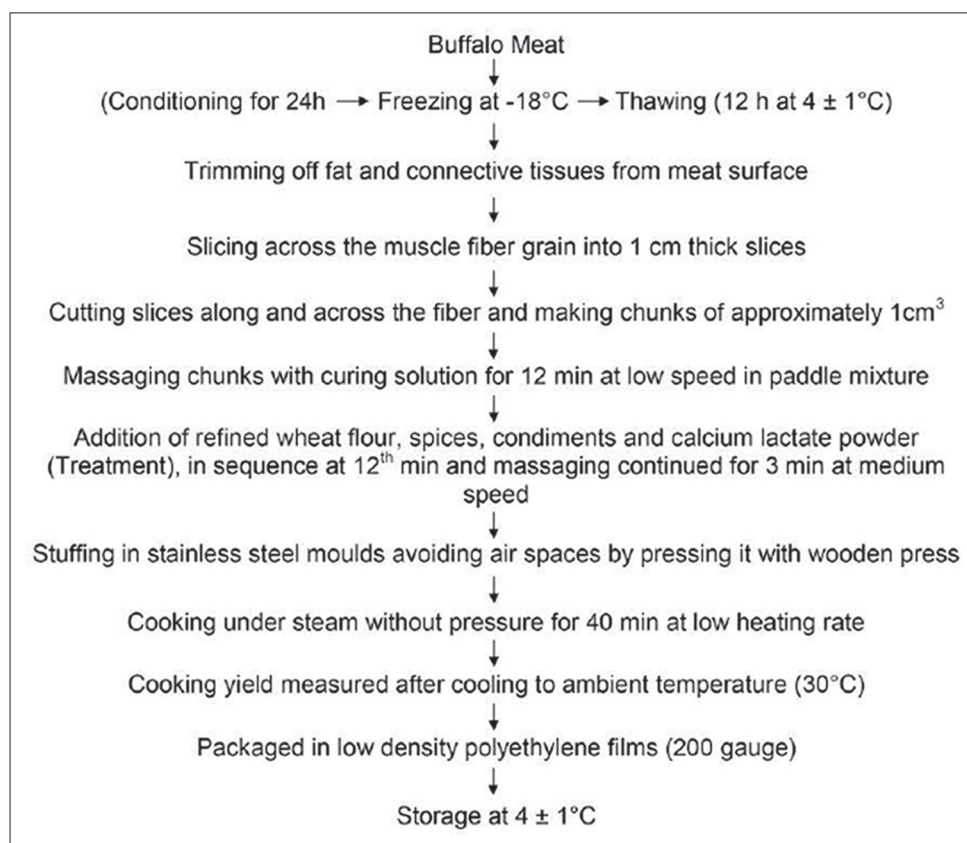 Buffalo Meat
(Conditioning for 24h → Freezing at -18°C → Thawing (12 h at 4 ± 1°C)
Trimming off fat and connective tissues from meat surface
Slicing across the muscle fiber grain into 1 cm thick slices
Cutting slices along and across the fiber and making chunks of approximately 1cm³
Massaging chunks with curing solution for 12 min at low speed in paddle mixture
Addition of refined wheat flour, spices, condiments and calcium lactate powder
(Treatment), in sequence at 12th min and massaging continued for 3 min at medium
speed
Stuffing in stainless steel moulds avoiding air spaces by pressing it with wooden press
Cooking under steam without pressure for 40 min at low heating rate
Cooking yield measured after cooling to ambient temperature (30°C)
Packaged in low density polyethylene films (200 gauge)
Storage at 4 ± 1°C